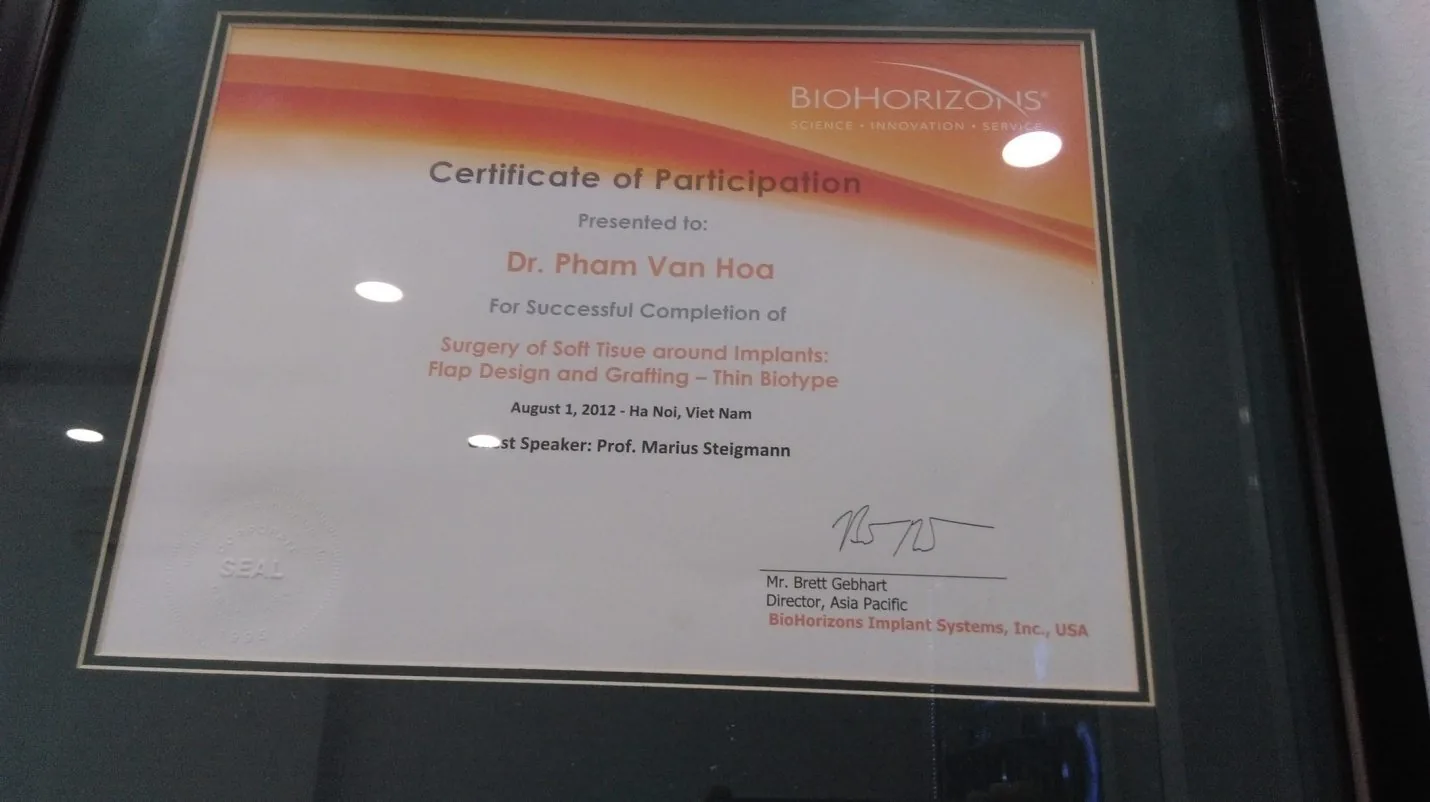 BIOHORIZONS®
SCIENCE • INNOVATION • SERVICE
Certificate of Participation
Presented to:
Dr. Pham Van Hoa
For Successful Completion of
Surgery of Soft Tisue around Implants:
Flap Design and Grafting – Thin Biotype
August 1, 2012 - Ha Noi, Viet Nam
Speaker: Prof. Marius Steigmann
SEAL
Mr. Brett Gebhart
Director, Asia Pacific
BioHorizons Implant Systems, Inc., USA